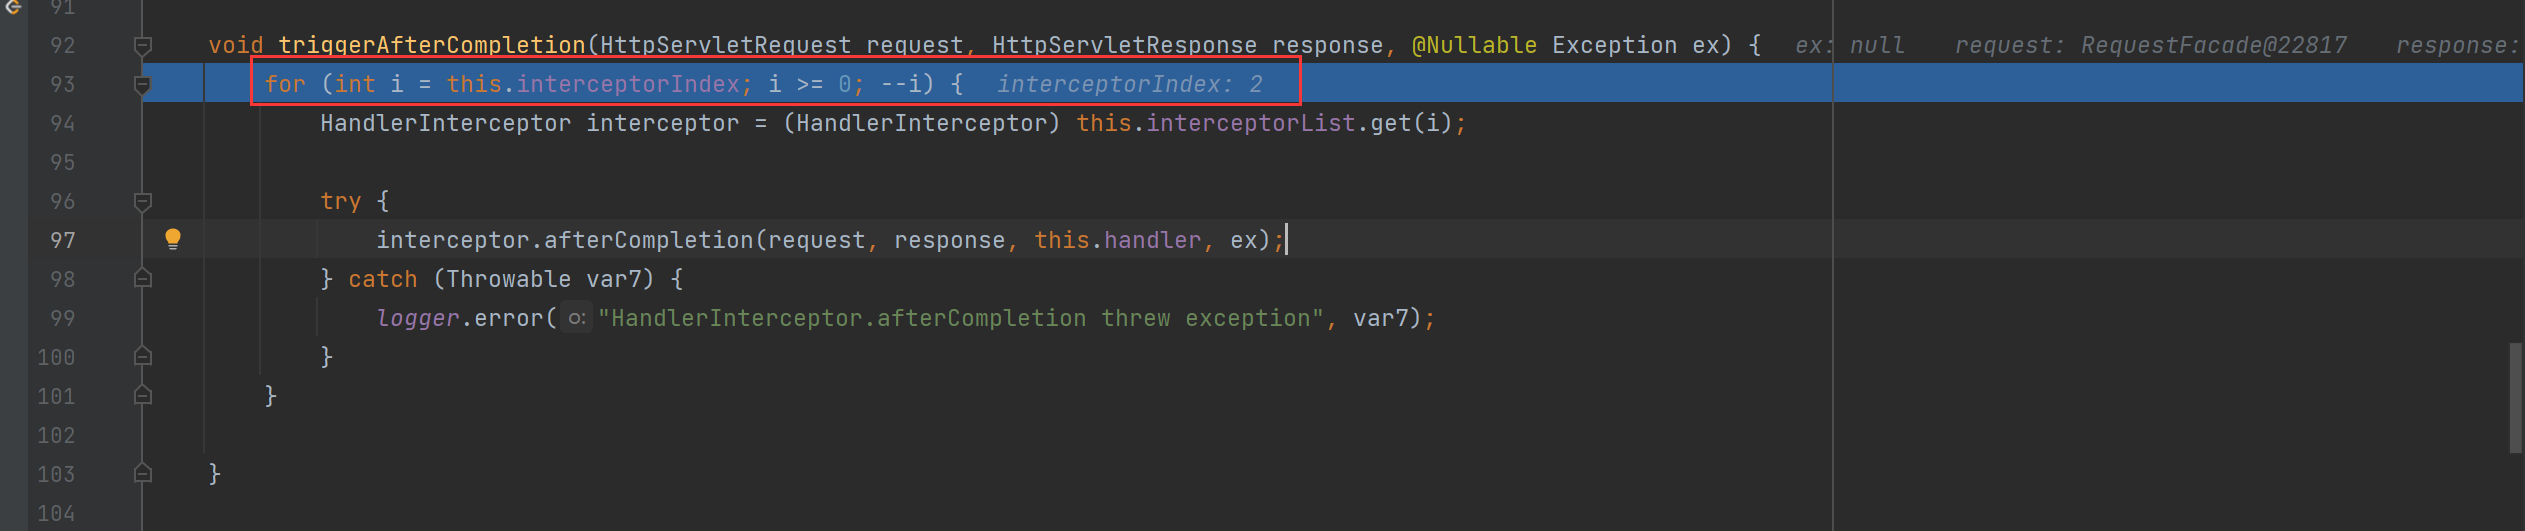 91
92 void triggerAfterCompletion(HttpServletRequest request, HttpServletResponse response, @Nullable Exception ex) { ex: null request: RequestFacade@22817 response:
93 for (int i = this.interceptorIndex; i >= 0; --i) { interceptorIndex: 2
94 HandlerInterceptor interceptor = (HandlerInterceptor) this.interceptorList.get(i);
95
96 try {
97 interceptor.afterCompletion(request, response, this.handler, ex);
98 } catch (Throwable var7) {
99 logger.error( o: "HandlerInterceptor.afterCompletion threw exception", var7);
100 }
101 }
102
103 }
104